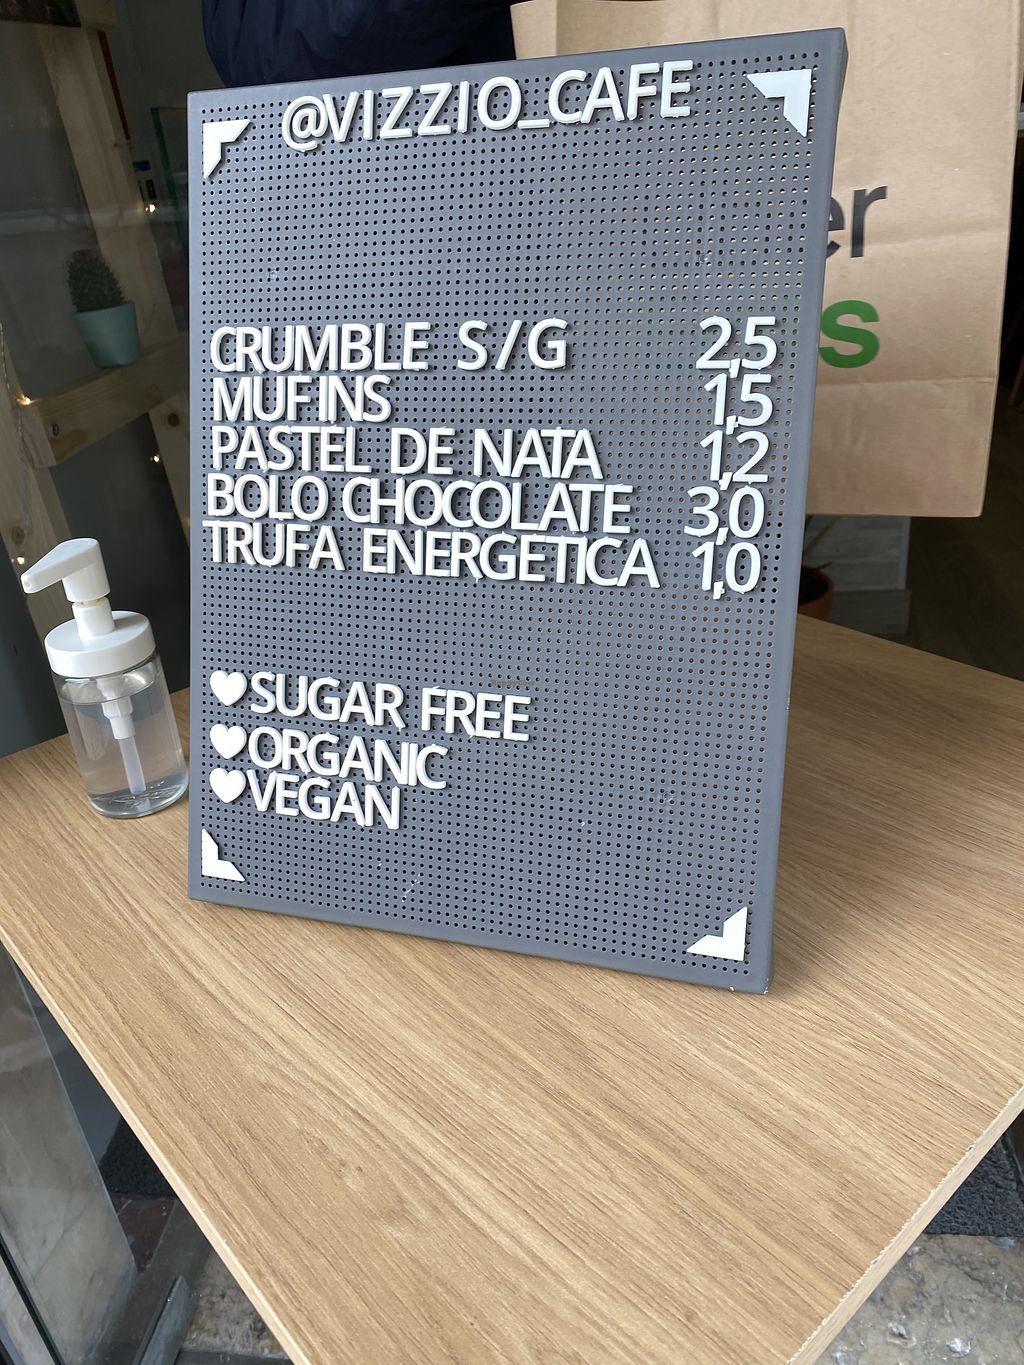 @VIZZIO_CAFE
CRUMBLE S/G 2,5
MUFINS 1,5
PASTEL DE NATA 1,2
BOLO CHOCOLATE 3,0
TRUFA ENERGETICA 1,0
SUGAR FREE
ORGANIC
VEGAN
er
s